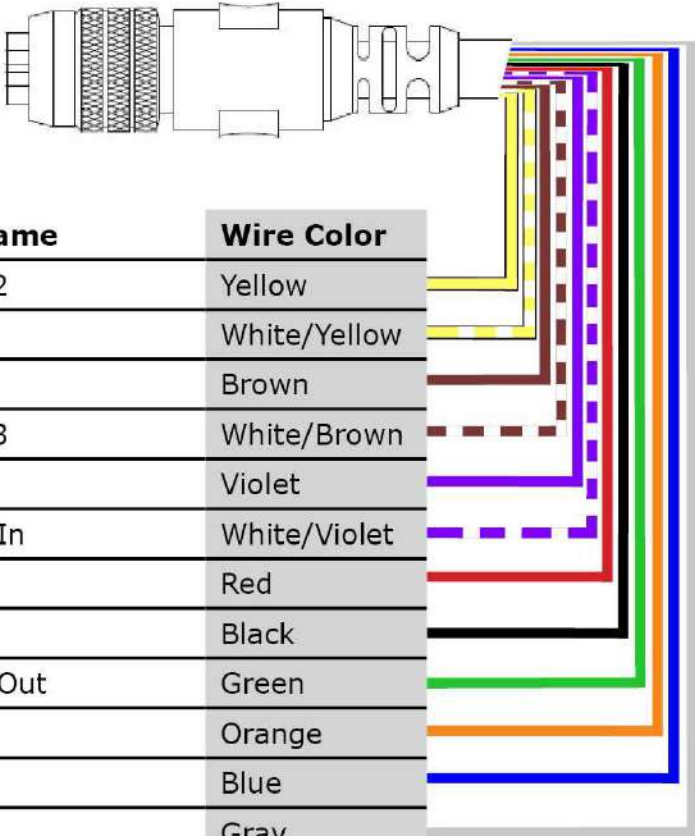 ame Wire Color
2 Yellow
White/Yellow
Brown
3 White/Brown
Violet
In White/Violet
Red
Black
Out Green
Orange
Blue
Gray